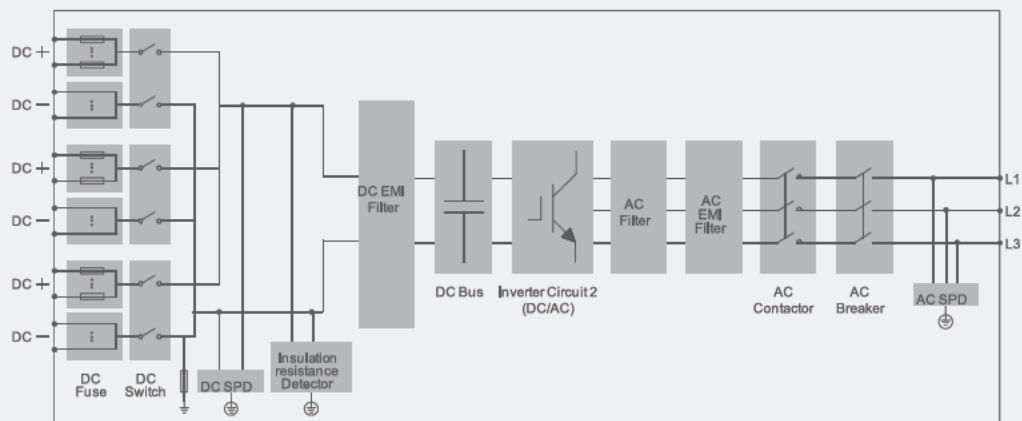 DC +
DC −
DC +
DC −
DC +
DC −
DC
Fuse
DC
Switch
DC SPD
Insulation
resistance
Detector
DC EMI
Filter
DC Bus
Inverter Circuit 2
(DC/AC)
AC
Filter
AC
EMI
Filter
AC
Contactor
AC
Breaker
AC SPD
L1
L2
L3